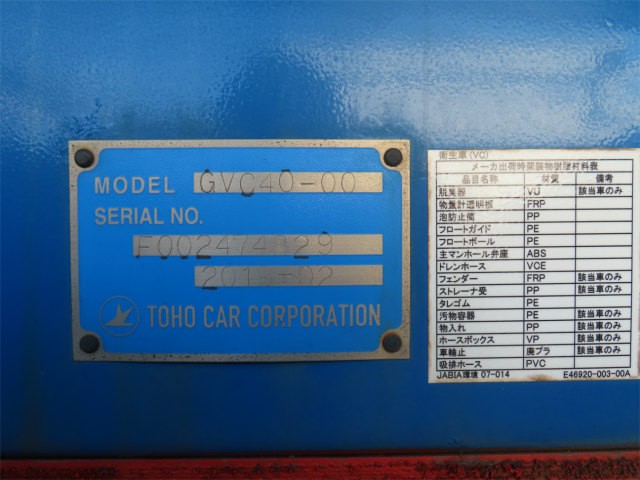 MODEL GVC40-00
SERIAL NO.
TOHO CAR CORPORATION
衛生車(VC)
メーカ出荷時架装物樹脂材料表
品目名称 材質 備考
脱臭器 VU 該当車のみ
物量計透明板 FRP
泡防止筒 PP
フロートガイド PE
フロートボール PE
主マンホール弁座 ABS
ドレンホース VCE
フェンダー FRP 該当車のみ
ストレーナ受 PP 該当車のみ
タレゴム PE
汚物容器 PE 該当車のみ
物入れ PP 該当車のみ
ホースボックス VP 該当車のみ
車輪止 廃プラ 該当車のみ
吸排ホース PVC
JABIA環境 07-014 E46920-003-00A